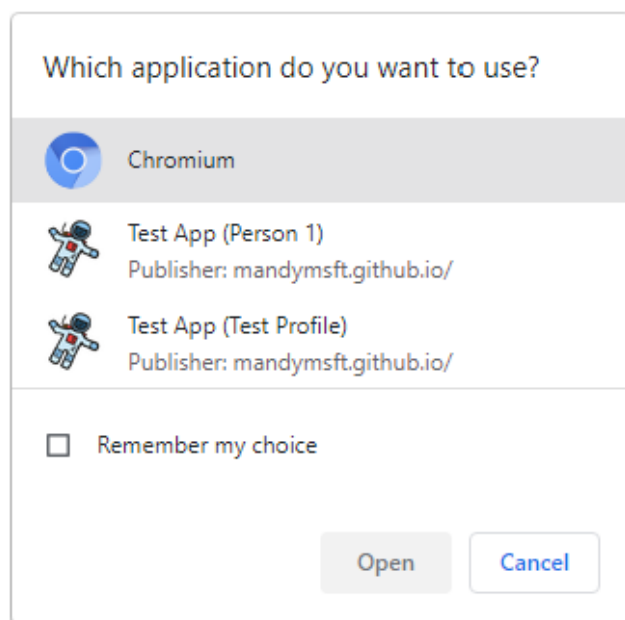 Which application do you want to use?
Chromium
Test App (Person 1)
Publisher: mandymsft.github.io/
Test App (Test Profile)
Publisher: mandymsft.github.io/
Remember my choice
Open
Cancel